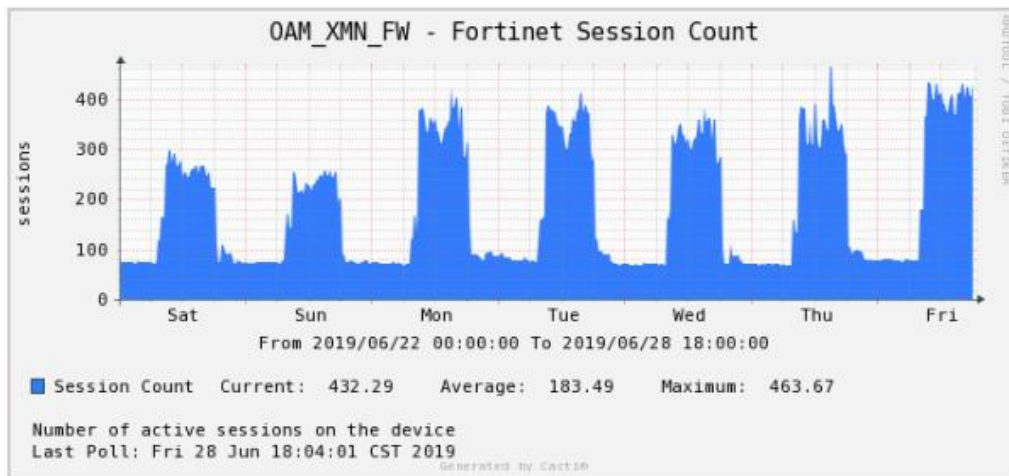 OAM_XMN_FW - Fortinet Session Count
RRDTOOL / TOBI OETIKER
sessions
400
300
200
100
0
Sat Sun Mon Tue Wed Thu Fri
From 2019/06/22 00:00:00 To 2019/06/28 18:00:00
Session Count Current: 432.29 Average: 183.49 Maximum: 463.67
Number of active sessions on the device
Last Poll: Fri 28 Jun 18:04:01 CST 2019
Generated by Cacti®